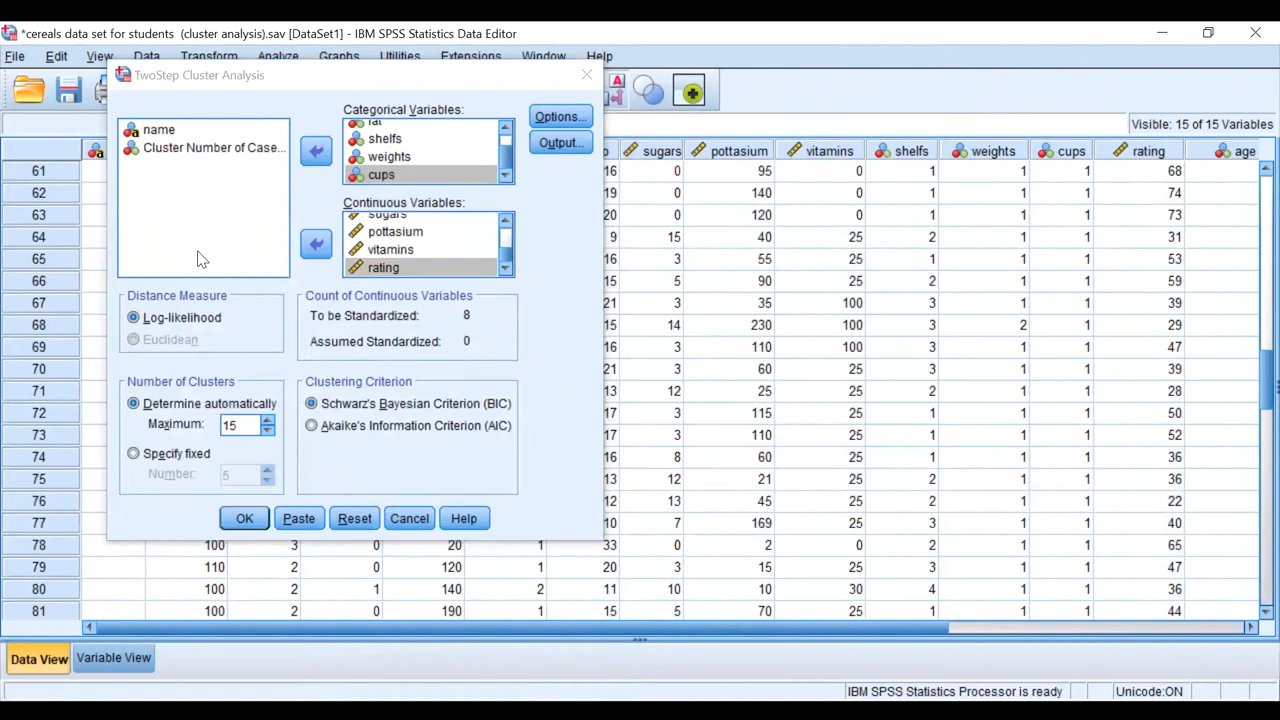 *cereals data set for students  (cluster analysis).sav [DataSet1] - IBM SPSS Statistics Data Editor
File Edit View Data Transform Analyze Graphs Utilities Extensions Window Help
TwoStep Cluster Analysis
Categorical Variables:
name
Cluster Number of Case...
fat
shelfs
weights
cups
Options...
Output...
Continuous Variables:
sugars
pottasium
vitamins
rating
Distance Measure
Log-likelihood
Euclidean
Count of Continuous Variables
To be Standardized: 8
Assumed Standardized: 0
Number of Clusters
Determine automatically
Maximum: 15
Specify fixed
Number: 5
Clustering Criterion
Schwarz's Bayesian Criterion (BIC)
Akaike's Information Criterion (AIC)
OK Paste Reset Cancel Help
Visible: 15 of 15 Variables
sugars pottasium vitamins shelfs weights cups rating age
61 16 0 95 0 1 1 1 68
62 19 0 140 0 1 1 1 74
63 20 0 120 0 1 1 1 73
64 9 15 40 25 2 1 1 31
65 16 3 55 25 3 1 1 53
66 15 5 90 25 2 1 1 59
67 21 3 35 100 3 1 1 39
68 15 14 230 100 3 2 1 29
69 16 3 110 100 3 1 1 47
70 21 3 60 25 3 1 1 39
71 13 12 25 25 2 1 1 28
72 17 3 115 25 1 1 1 50
73 17 3 110 25 1 1 1 52
74 16 8 60 25 1 1 1 36
75 13 12 21 25 2 1 1 36
76 12 13 45 25 2 1 1 22
77 10 7 169 25 3 1 1 40
78 100 3 0 20 1 33 0 2 0 2 1 1 65
79 110 2 0 120 1 20 3 15 25 3 1 1 47
80 100 2 1 140 2 11 10 10 30 4 1 1 36
81 100 2 0 190 1 15 5 70 25 1 1 1 44
Data View Variable View
IBM SPSS Statistics Processor is ready Unicode:ON